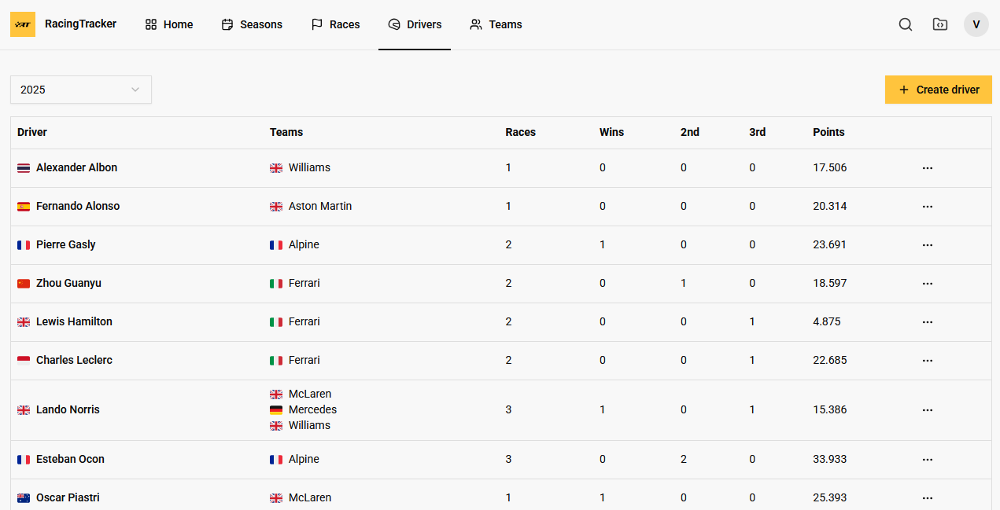 RacingTracker Home Seasons Races Drivers Teams V
2025 Create driver
Driver Teams Races Wins 2nd 3rd Points
Alexander Albon Williams 1 0 0 0 17.506
Fernando Alonso Aston Martin 1 0 0 0 20.314
Pierre Gasly Alpine 2 1 0 0 23.691
Zhou Guanyu Ferrari 2 0 1 0 18.597
Lewis Hamilton Ferrari 2 0 0 1 4.875
Charles Leclerc Ferrari 2 0 0 1 22.685
McLaren
Lando Norris Mercedes 3 1 0 1 15.386
Williams
Esteban Ocon Alpine 3 0 2 0 33.933
Oscar Piastri McLaren 1 1 0 0 25.393